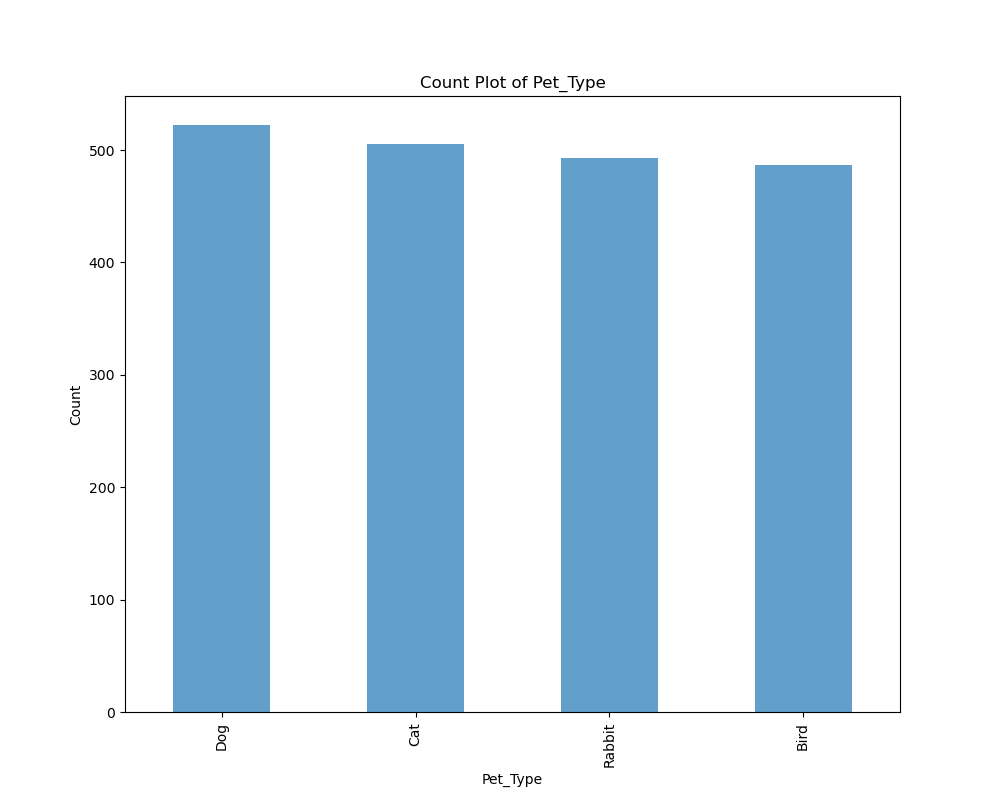 Count Plot of Pet_Type
500
400
300
200
100
0
Count
Dog
Cat
Rabbit
Bird
Pet_Type